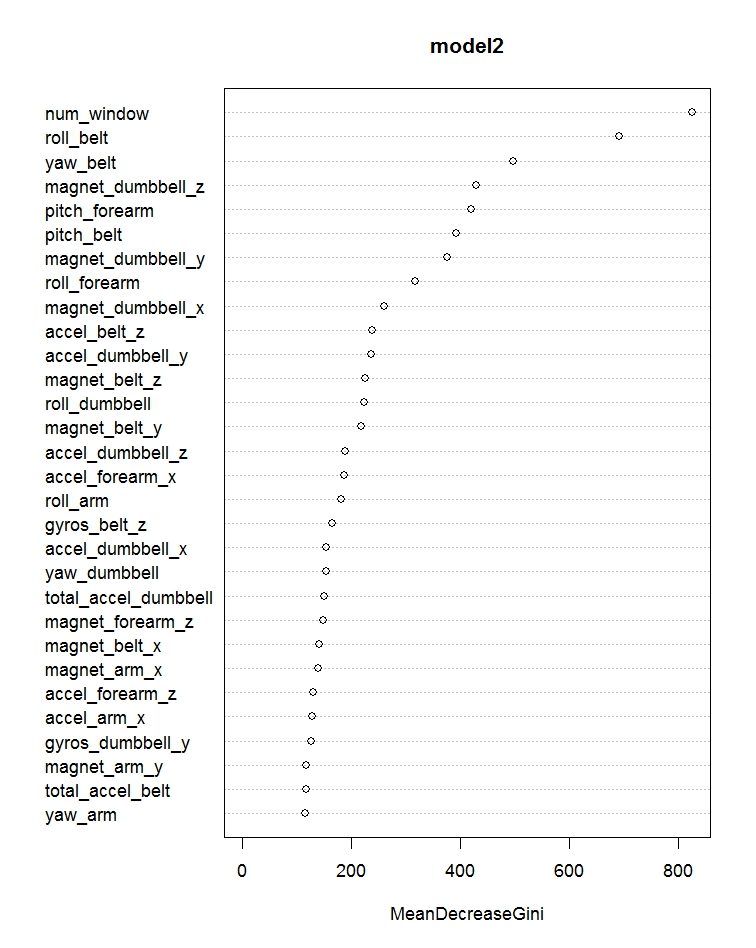 model2
num_window
roll_belt
yaw_belt
magnet_dumbbell_z
pitch_forearm
pitch_belt
magnet_dumbbell_y
roll_forearm
magnet_dumbbell_x
accel_belt_z
accel_dumbbell_y
magnet_belt_z
roll_dumbbell
magnet_belt_y
accel_dumbbell_z
accel_forearm_x
roll_arm
gyros_belt_z
accel_dumbbell_x
yaw_dumbbell
total_accel_dumbbell
magnet_forearm_z
magnet_belt_x
magnet_arm_x
accel_forearm_z
accel_arm_x
gyros_dumbbell_y
magnet_arm_y
total_accel_belt
yaw_arm
0 200 400 600 800
MeanDecreaseGini